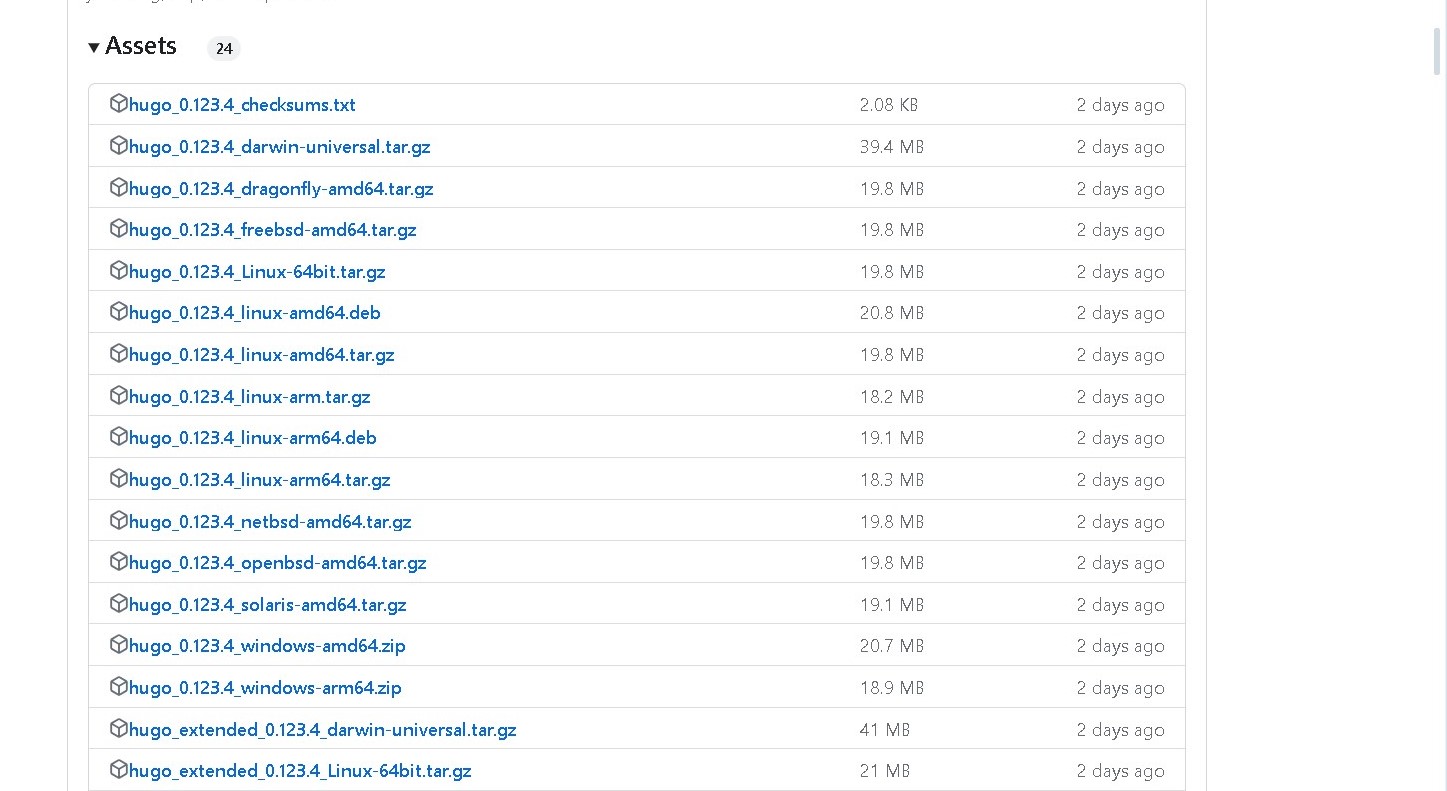 Assets 24
hugo_0.123.4_checksums.txt 2.08 KB 2 days ago
hugo_0.123.4_darwin-universal.tar.gz 39.4 MB 2 days ago
hugo_0.123.4_dragonfly-amd64.tar.gz 19.8 MB 2 days ago
hugo_0.123.4_freebsd-amd64.tar.gz 19.8 MB 2 days ago
hugo_0.123.4_Linux-64bit.tar.gz 19.8 MB 2 days ago
hugo_0.123.4_linux-amd64.deb 20.8 MB 2 days ago
hugo_0.123.4_linux-amd64.tar.gz 19.8 MB 2 days ago
hugo_0.123.4_linux-arm.tar.gz 18.2 MB 2 days ago
hugo_0.123.4_linux-arm64.deb 19.1 MB 2 days ago
hugo_0.123.4_linux-arm64.tar.gz 18.3 MB 2 days ago
hugo_0.123.4_netbsd-amd64.tar.gz 19.8 MB 2 days ago
hugo_0.123.4_openbsd-amd64.tar.gz 19.8 MB 2 days ago
hugo_0.123.4_solaris-amd64.tar.gz 19.1 MB 2 days ago
hugo_0.123.4_windows-amd64.zip 20.7 MB 2 days ago
hugo_0.123.4_windows-arm64.zip 18.9 MB 2 days ago
hugo_extended_0.123.4_darwin-universal.tar.gz 41 MB 2 days ago
hugo_extended_0.123.4_Linux-64bit.tar.gz 21 MB 2 days ago